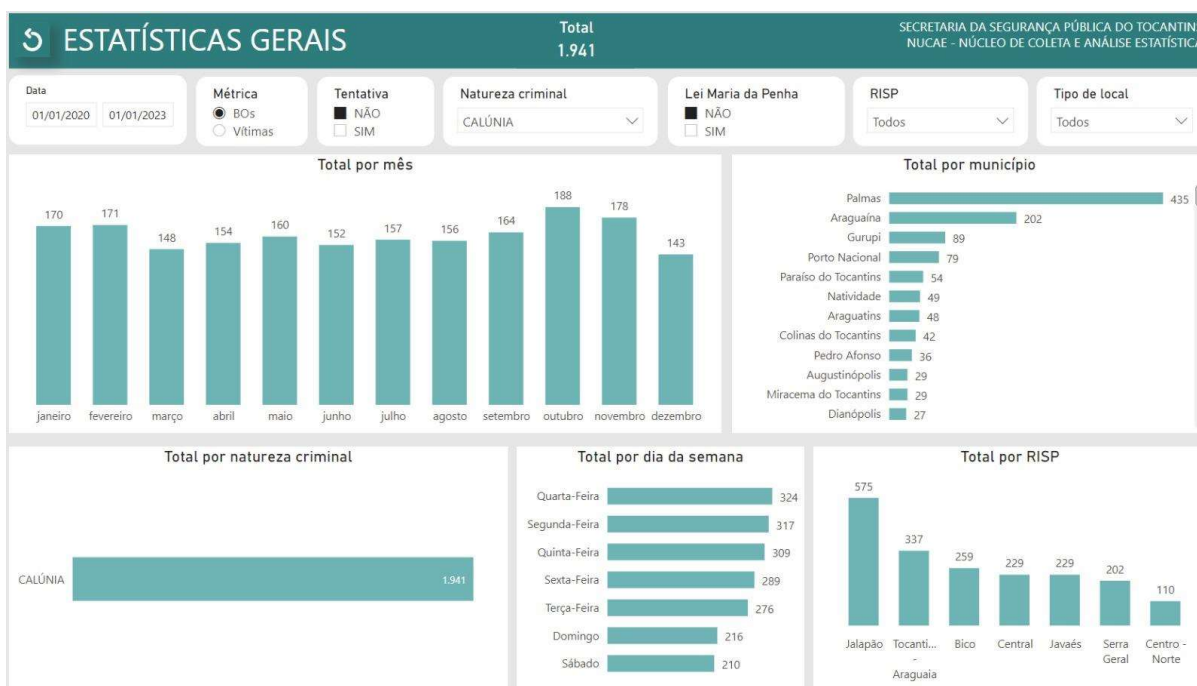 ESTATÍSTICAS GERAIS
Total
1.941
SECRETARIA DA SEGURANÇA PÚBLICA DO TOCANTINS
NUCAE - NÚCLEO DE COLETA E ANÁLISE ESTATÍSTICA
Data
01/01/2020 01/01/2023
Métrica
BOs
Vítimas
Tentativa
NÃO
SIM
Natureza criminal
CALÚNIA
Lei Maria da Penha
NÃO
SIM
RISP
Todos
Tipo de local
Todos
Total por mês
170 171 148 154 160 152 157 156 164 188 178 143
janeiro fevereiro março abril maio junho julho agosto setembro outubro novembro dezembro
Total por município
Palmas 435
Araguaína 202
Gurupi 89
Porto Nacional 79
Paraíso do Tocantins 54
Natividade 49
Araguatins 48
Colinas do Tocantins 42
Pedro Afonso 36
Augustinópolis 29
Miracema do Tocantins 29
Dianópolis 27
Total por natureza criminal
CALÚNIA 1.941
Total por dia da semana
Quarta-Feira 324
Segunda-Feira 317
Quinta-Feira 309
Sexta-Feira 289
Terça-Feira 276
Domingo 216
Sábado 210
Total por RISP
575 337 259 229 229 202 110
Jalapão Tocanti... Bico Central Javaés Serra Centro -
- Geral Norte
Araguaia